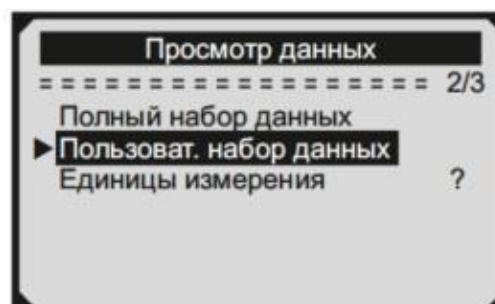 Просмотр данных
= = = = = = = = = = = = = = = = = = 2/3
Полный набор данных
▶Пользоват. набор данных
Единицы измерения ?